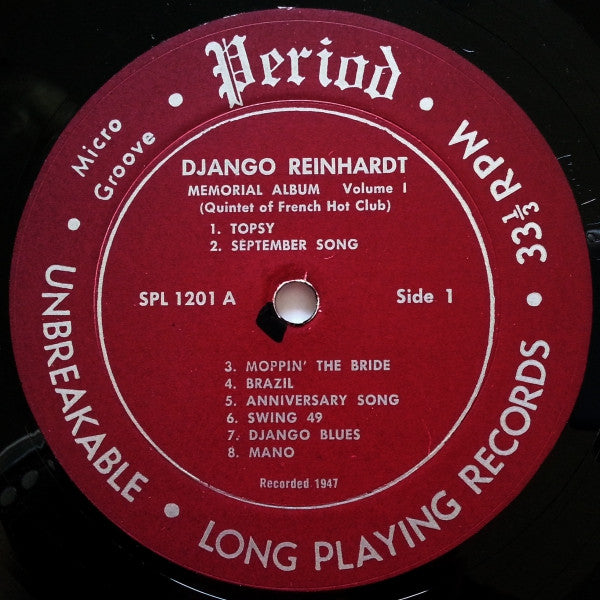 Period
Micro
Groove
33⅓ RPM
UNBREAKABLE • LONG PLAYING RECORDS
DJANGO REINHARDT
MEMORIAL ALBUM Volume I
(Quintet of French Hot Club)
1. TOPSY
2. SEPTEMBER SONG
SPL 1201 A
Side 1
3. MOPPIN' THE BRIDE
4. BRAZIL
5. ANNIVERSARY SONG
6. SWING 49
7. DJANGO BLUES
8. MANO
Recorded 1947